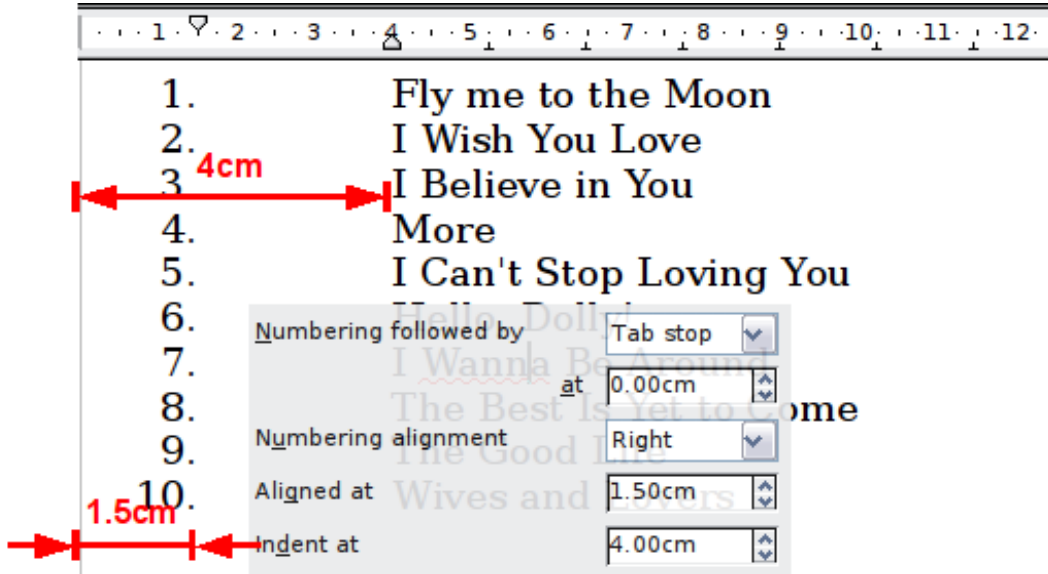 1 2 3 4 5 6 7 8 9 10 11 12
1. Fly me to the Moon
2. I Wish You Love
4cm
3 I Believe in You
4. More
5. I Can't Stop Loving You
6. Hello, Dolly!
Numbering followed by Tab stop
7. I Wanna Be Around
at 0.00cm
8. The Best Is Yet to Come
Numbering alignment Right
9. The Good Life
10. Wives and Lovers
Aligned at 1.50cm
1.5cm
Indent at 4.00cm